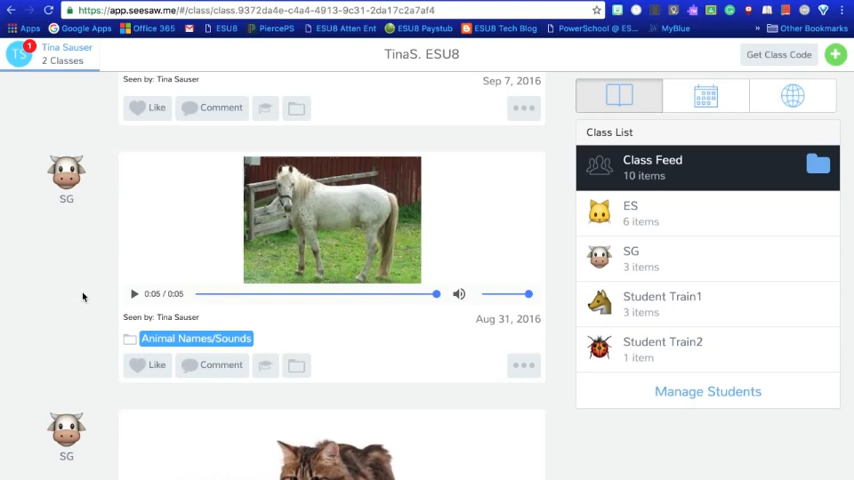 https://app.seesaw.me/#/class/class.9372da4e-c4a4-4913-9c31-2da17c2a7af4
Apps Google Apps Office 365 ESU8 PiercePS ESU8 Atten Ent ESU8 Paystub ESU8 Tech Blog PowerSchool @ ES... MyBlue » Other Bookmarks
TS
1
Tina Sauser
2 Classes
TinaS. ESU8
Get Class Code
Seen by: Tina Sauser
Sep 7, 2016
Like Comment
SG
0:05 / 0:05
Seen by: Tina Sauser
Aug 31, 2016
Animal Names/Sounds
Like Comment
SG
Class List
Class Feed
10 items
ES
6 items
SG
3 items
Student Train1
3 items
Student Train2
1 item
Manage Students